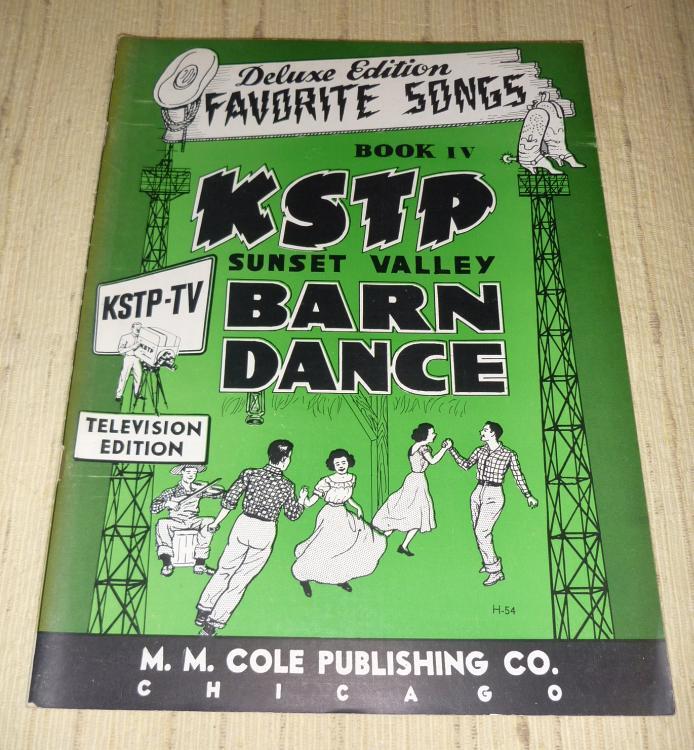 Deluxe Edition
FAVORITE SONGS
BOOK IV
KSTP
SUNSET VALLEY
BARN
DANCE
KSTP-TV
KSTP
TELEVISION
EDITION
H-54
M. M. COLE PUBLISHING CO.
CHICAGO